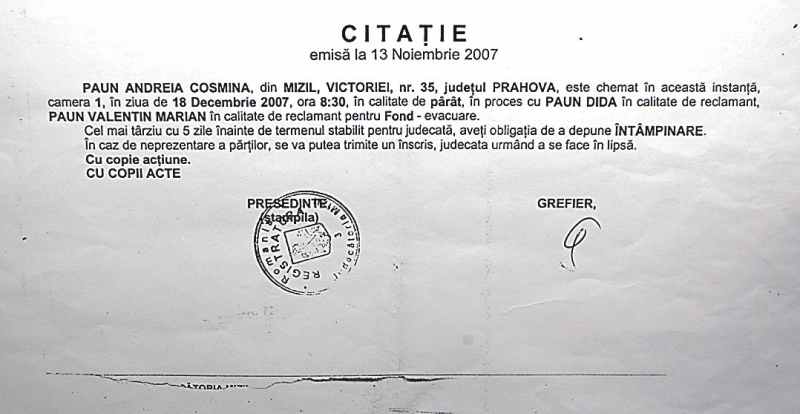 CITAȚIE
emisă la 13 Noiembrie 2007
PAUN ANDREIA COSMINA, din MIZIL, VICTORIEI, nr. 35, județul PRAHOVA, este chemat în această instanță,
camera 1, în ziua de 18 Decembrie 2007, ora 8:30, în calitate de pârât, în proces cu PAUN DIDA în calitate de reclamant,
PAUN VALENTIN MARIAN în calitate de reclamant pentru Fond - evacuare.
Cel mai târziu cu 5 zile înainte de termenul stabilit pentru judecată, aveți obligația de a depune ÎNTÂMPINARE.
În caz de neprezentare a părților, se va putea trimite un înscris, judecata urmând a se face în lipsă.
Cu copie acțiune.
CU COPII ACTE
PREȘEDINTE
(ștampila)
GREFIER,
Romania
REGISTRATURA
3